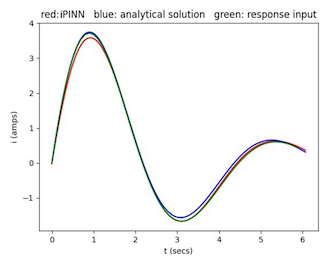 red:iPINN blue: analytical solution green: response input
4
3
2
1
0
−1
i (amps)
0 1 2 3 4 5 6
t (secs)